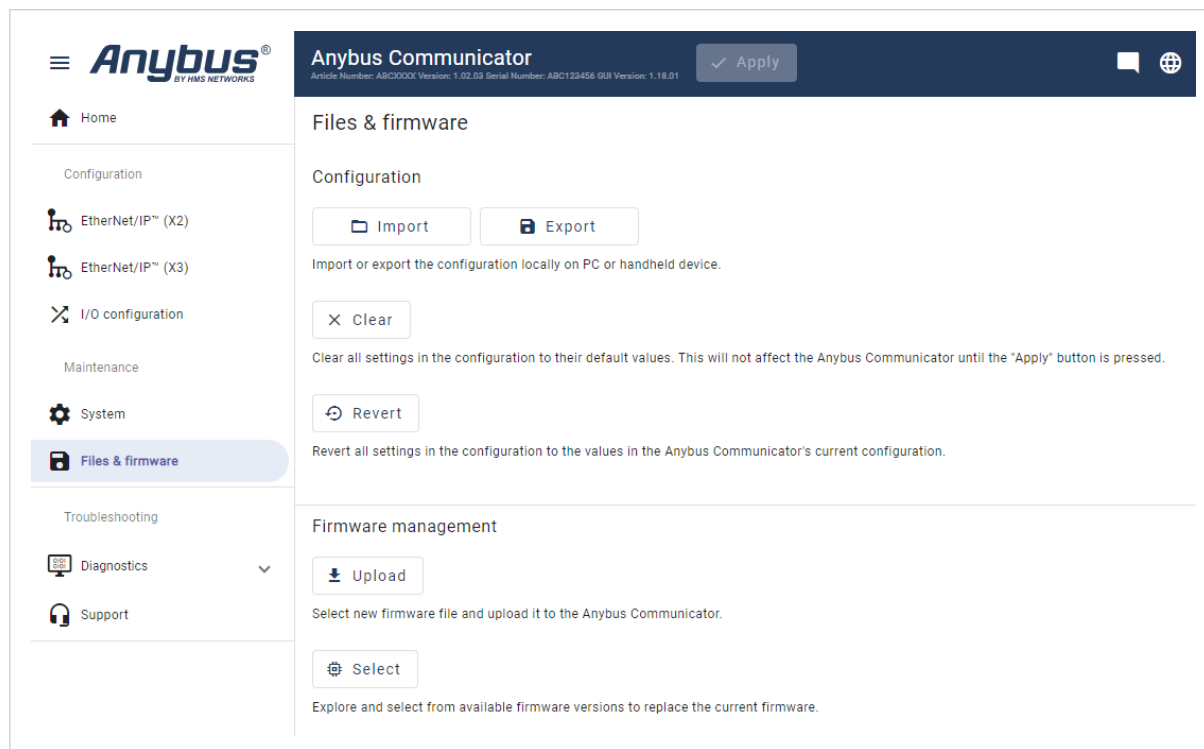 Anybus®
BY HMS NETWORKS
Anybus Communicator
Article Number: ABCXXXX Version: 1.02.03 Serial Number: ABC123456 GUI Version: 1.18.01
Apply
Home
Configuration
EtherNet/IP™ (X2)
EtherNet/IP™ (X3)
I/O configuration
Maintenance
System
Files & firmware
Troubleshooting
Diagnostics
Support
Files & firmware
Configuration
Import
Export
Import or export the configuration locally on PC or handheld device.
Clear
Clear all settings in the configuration to their default values. This will not affect the Anybus Communicator until the "Apply" button is pressed.
Revert
Revert all settings in the configuration to the values in the Anybus Communicator's current configuration.
Firmware management
Upload
Select new firmware file and upload it to the Anybus Communicator.
Select
Explore and select from available firmware versions to replace the current firmware.